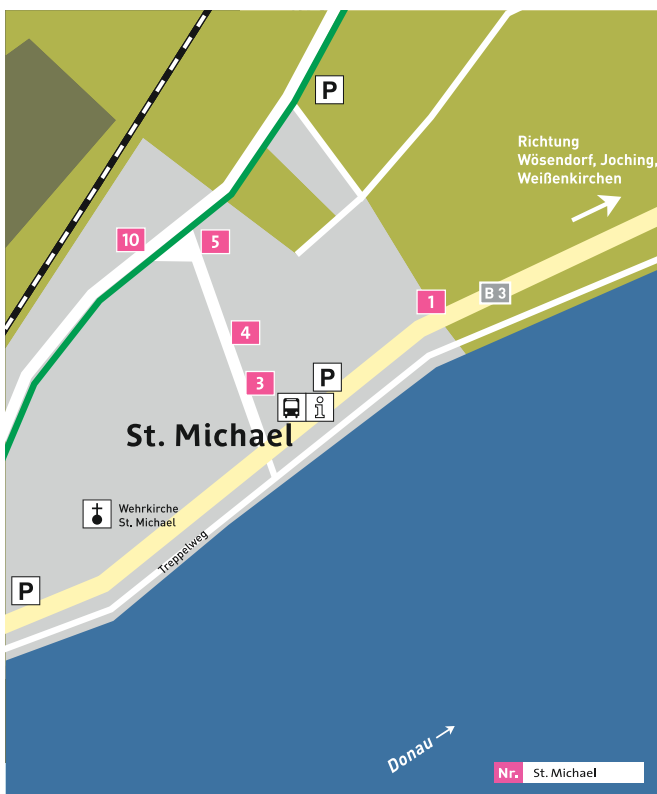 P
Richtung
Wösendorf, Joching,
Weißenkirchen
10
5
B 3
1
4
P
3
i
St. Michael
Wehrkirche
St. Michael
Treppelweg
P
Donau
Nr. St. Michael